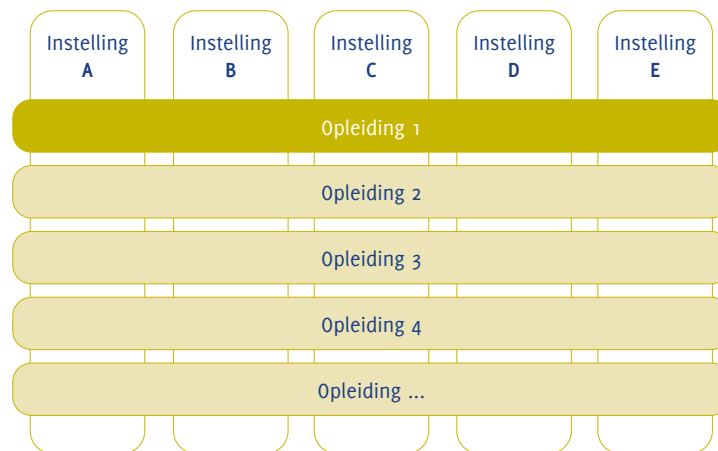 Instelling
A
Instelling
B
Instelling
C
Instelling
D
Instelling
E
Opleiding 1
Opleiding 2
Opleiding 3
Opleiding 4
Opleiding ...